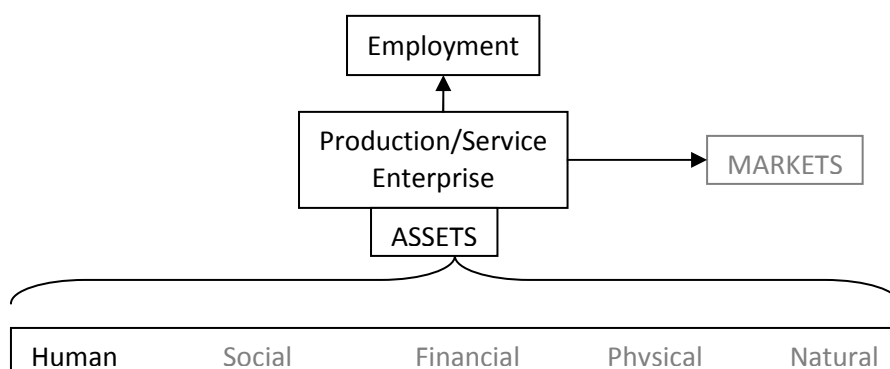 Employment
Production/Service
Enterprise
MARKETS
ASSETS
Human Social Financial Physical Natural